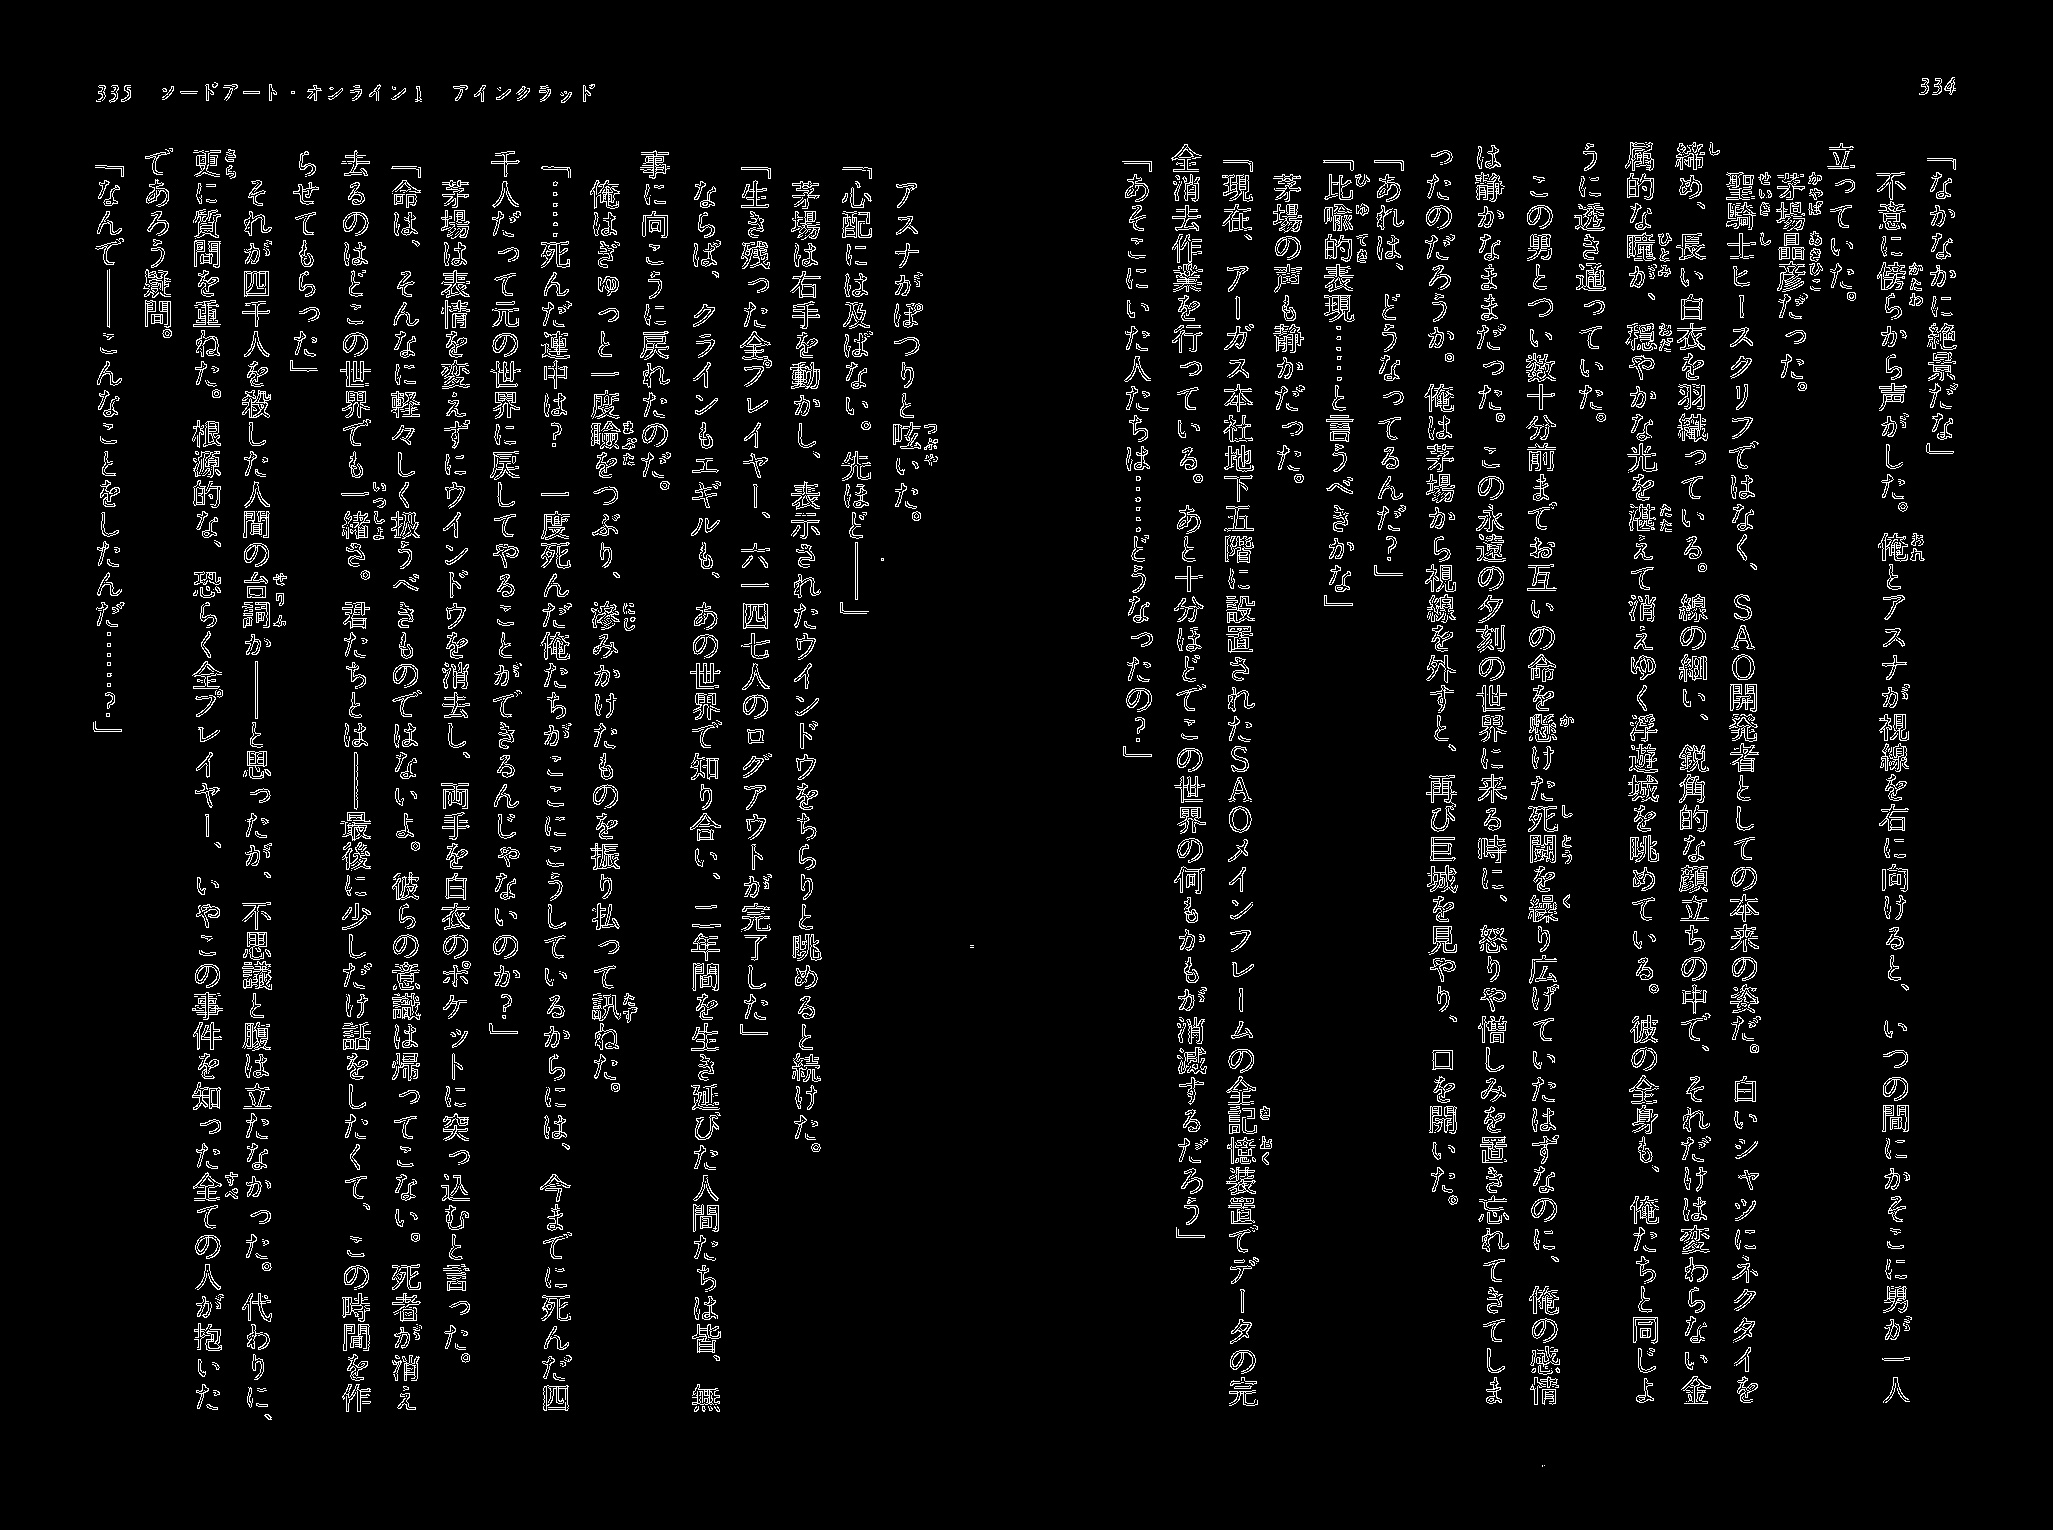 334
「なかなかに絶景だな」
不意に傍らから声がした。俺とアスナが視線を右に向けると、いつの間にかそこに男が一人
立っていた。
茅場晶彦だった。
聖騎士ヒースクリフではなく、ＳＡＯ開発者としての本来の姿だ。白いシャツにネクタイを
締め、長い白衣を羽織っている。線の細い、鋭角的な顔立ちの中で、それだけは変わらない金
属的な瞳が、穏やかな光を湛えて消えゆく浮遊城を眺めている。彼の全身も、俺たちと同じよ
うに透き通っていた。
この男とつい数十分前までお互いの命を懸けた死闘を繰り広げていたはずなのに、俺の感情
は静かなままだった。この永遠の夕刻の世界に来る時に、怒りや憎しみを置き忘れてきてしま
ったのだろうか。俺は茅場から視線を外すと、再び巨城を見やり、口を開いた。
「あれは、どうなってるんだ？」
「比喩的表現……と言うべきかな」
茅場の声も静かだった。
「現在、アーガス本社地下五階に設置されたＳＡＯメインフレームの全記憶装置でデータの完
全消去作業を行っている。あと十分ほどでこの世界の何もかもが消滅するだろう」
「あそこにいた人たちは……どうなったの？」
335　ソードアート・オンライン1　アインクラッド
アスナがぽつりと呟いた。
「心配には及ばない。先ほど――」
茅場は右手を動かし、表示されたウインドウをちらりと眺めると続けた。
「生き残った全プレイヤー、六一四七人のログアウトが完了した」
ならば、クラインもエギルも、あの世界で知り合い、二年間を生き延びた人間たちは皆、無
事に向こうに戻れたのだ。
俺はぎゅっと一度瞼をつぶり、滲みかけたものを振り払って訊ねた。
「……死んだ連中は？　一度死んだ俺たちがここにこうしているからには、今までに死んだ四
千人だって元の世界に戻してやることができるんじゃないのか？」
茅場は表情を変えずにウインドウを消去し、両手を白衣のポケットに突っ込むと言った。
「命は、そんなに軽々しく扱うべきものではないよ。彼らの意識は帰ってこない。死者が消え
去るのはどこの世界でも一緒さ。君たちとは――最後に少しだけ話をしたくて、この時間を作
らせてもらった」
それが四千人を殺した人間の台詞か――と思ったが、不思議と腹は立たなかった。代わりに、
更に質問を重ねた。根源的な、恐らく全プレイヤー、いやこの事件を知った全ての人が抱いた
であろう疑問。
「なんで――こんなことをしたんだ……？」